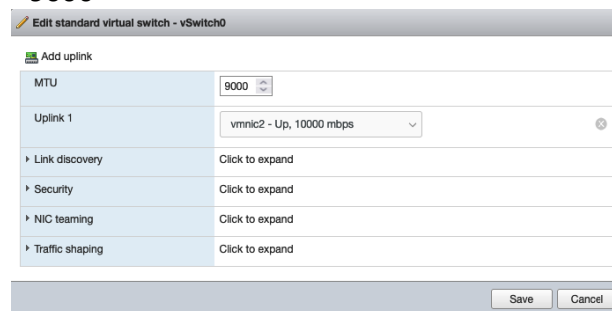 Edit standard virtual switch - vSwitch0
Add uplink
MTU 9000
Uplink 1 vmnic2 - Up, 10000 mbps
Link discovery Click to expand
Security Click to expand
NIC teaming Click to expand
Traffic shaping Click to expand
Save Cancel